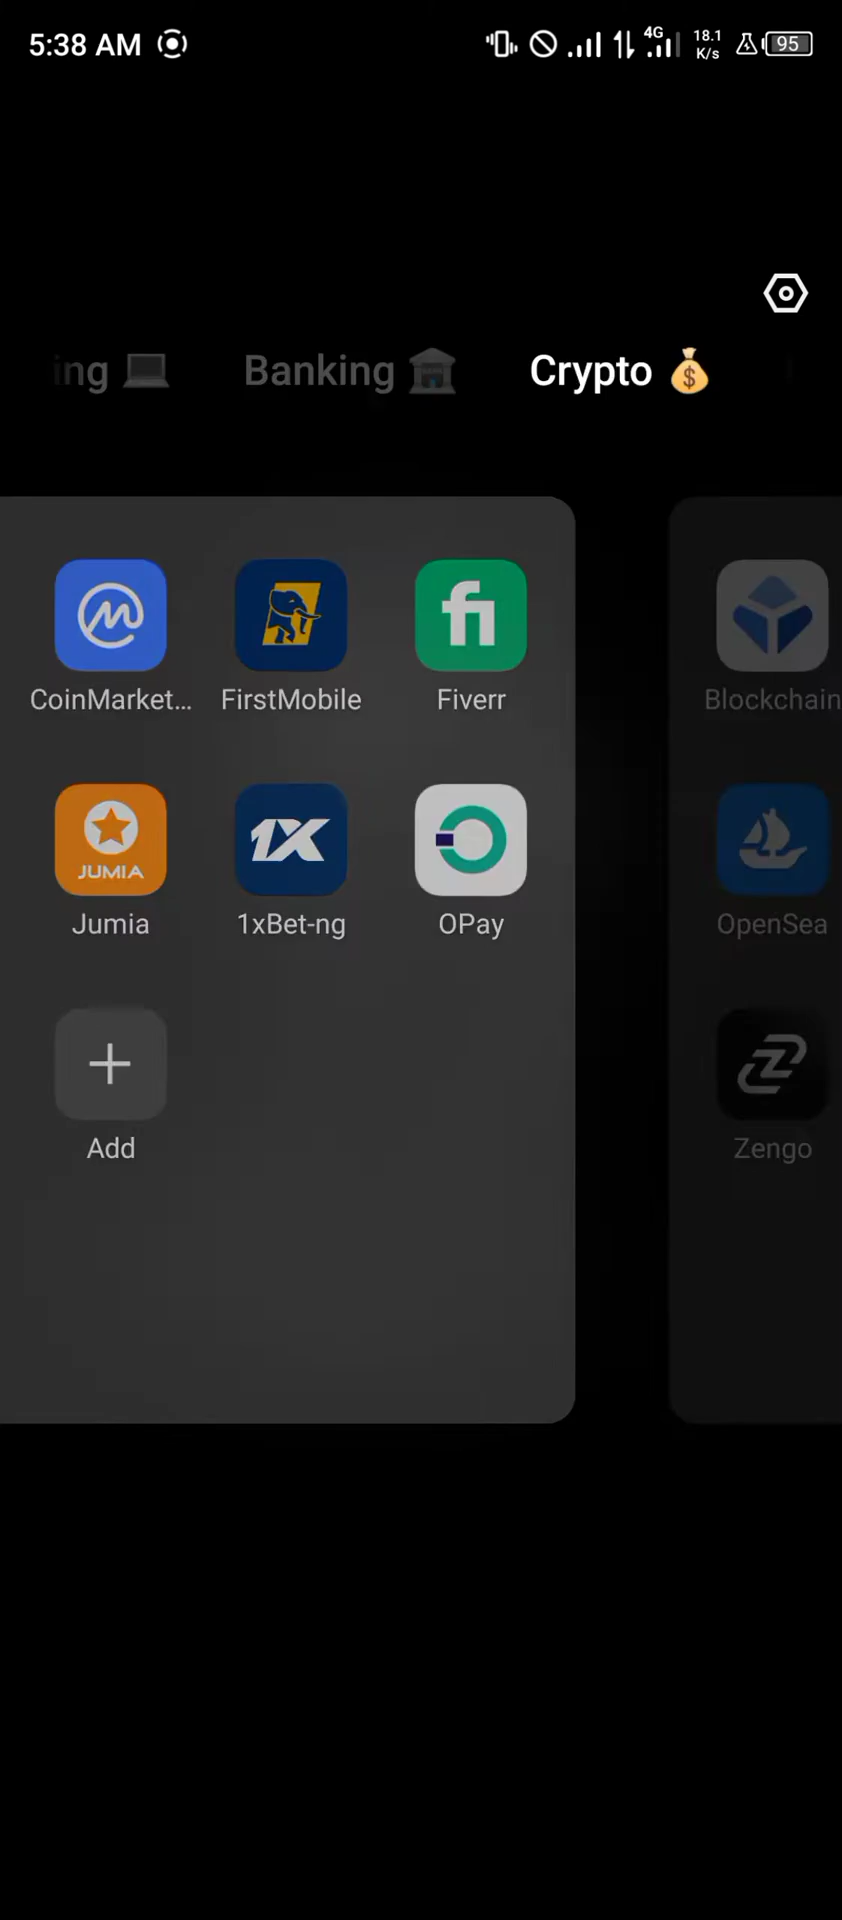 5:38 AM 4G 18.1 K/s 95
ing Banking Crypto
CoinMarket... FirstMobile Fiverr Blockchain
JUMIA 1X
Jumia 1xBet-ng OPay OpenSea
Add Zengo